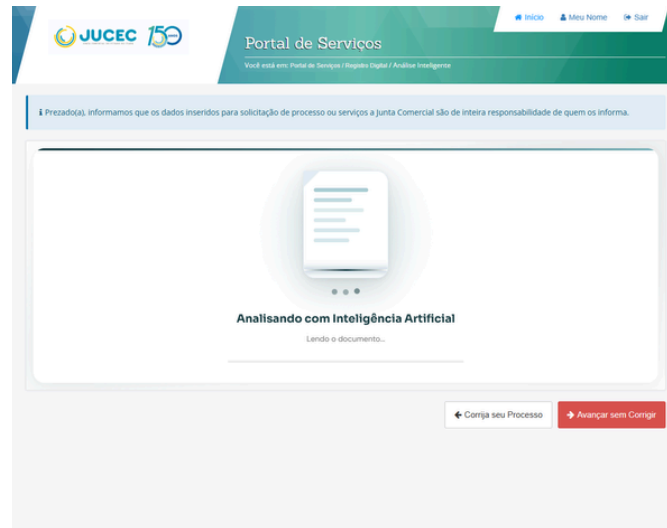 Início Meu Nome Sair
JUCEC 150
Portal de Serviços
Você está em: Portal de Serviços / Registro Digital / Análise Inteligente
Prezado(a), informamos que os dados inseridos para solicitação de processo ou serviços a Junta Comercial são de inteira responsabilidade de quem os informa.
Analisando com Inteligência Artificial
Lendo o documento...
Corrija seu Processo Avançar sem Corrigir